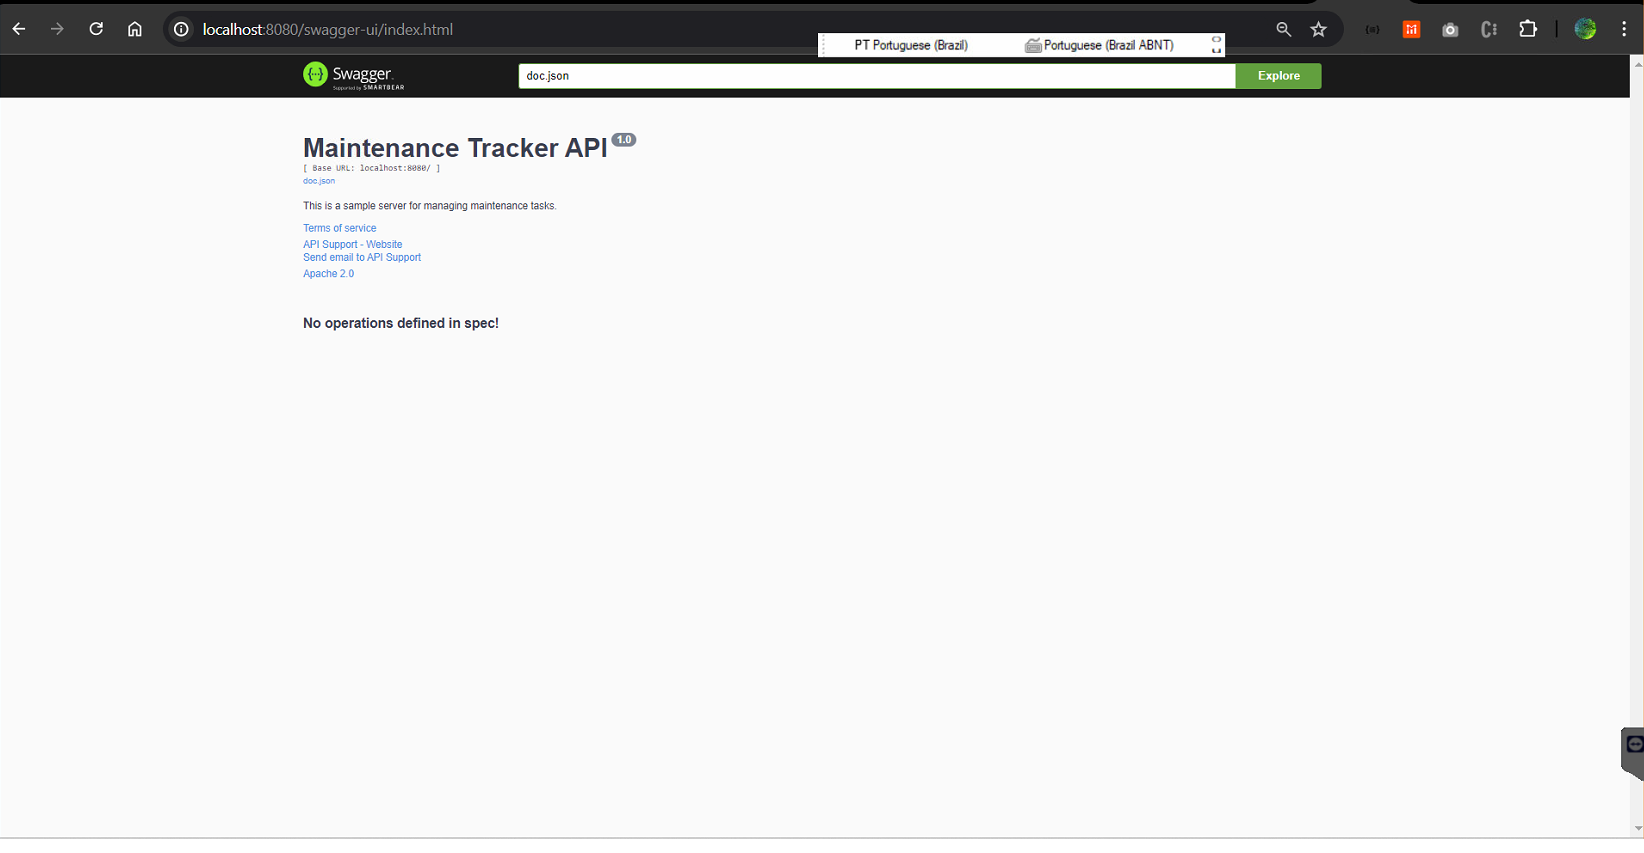 localhost:8080/swagger-ui/index.html
PT Portuguese (Brazil) Portuguese (Brazil ABNT)
Swagger.
Supported by SMARTBEAR
doc.json
Explore
Maintenance Tracker API 1.0
[ Base URL: localhost:8080/ ]
doc.json
This is a sample server for managing maintenance tasks.
Terms of service
API Support - Website
Send email to API Support
Apache 2.0
No operations defined in spec!